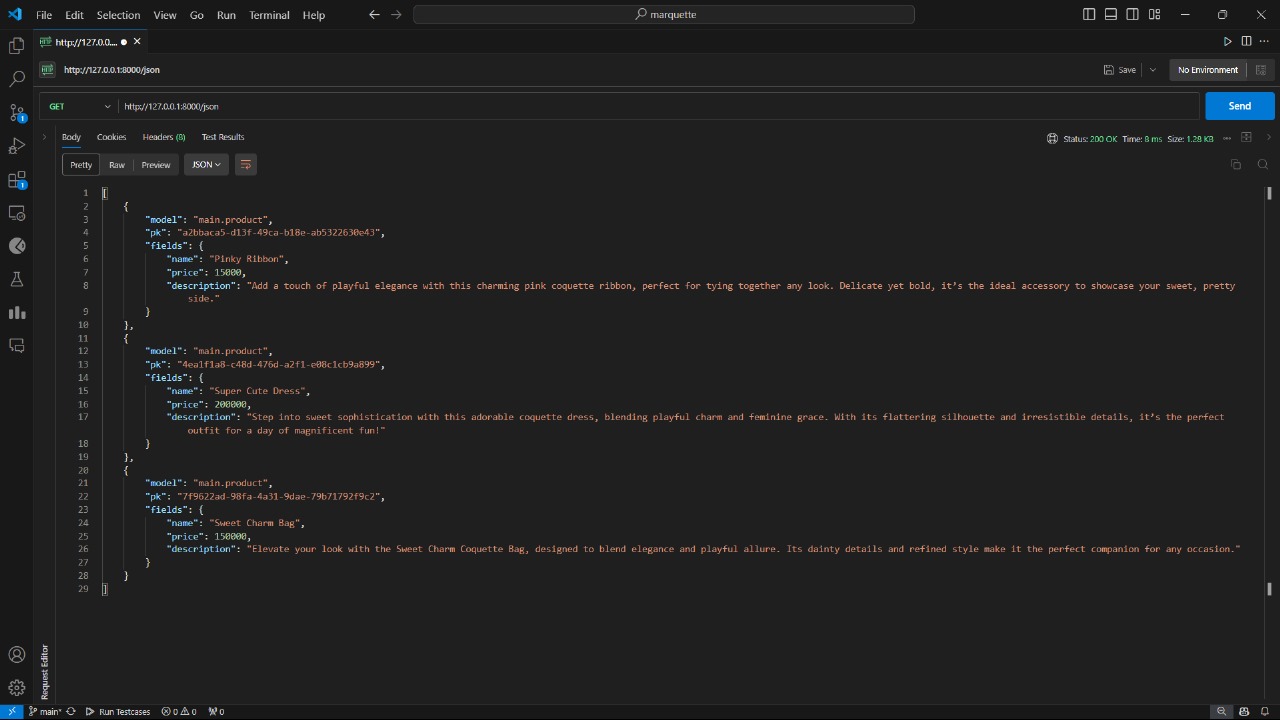 File Edit Selection View Go Run Terminal Help
marquette
http://127.0.0....
http://127.0.0.1:8000/json
Save
No Environment
GET
http://127.0.0.1:8000/json
Send
Body Cookies Headers (8) Test Results
Status: 200 OK Time: 8 ms Size: 1.28 KB
Pretty Raw Preview JSON
1 [
2 {
3 "model": "main.product",
4 "pk": "a2bbaca5-d13f-49ca-b18e-ab5322630e43",
5 "fields": {
6 "name": "Pinky Ribbon",
7 "price": 15000,
8 "description": "Add a touch of playful elegance with this charming pink coquette ribbon, perfect for tying together any look. Delicate yet bold, it’s the ideal accessory to showcase your sweet, pretty
side."
9 }
10 },
11 {
12 "model": "main.product",
13 "pk": "4ea1f1a8-c48d-476d-a2f1-e08c1cb9a899",
14 "fields": {
15 "name": "Super Cute Dress",
16 "price": 200000,
17 "description": "Step into sweet sophistication with this adorable coquette dress, blending playful charm and feminine grace. With its flattering silhouette and irresistible details, it’s the perfect
outfit for a day of magnificent fun!"
18 }
19 },
20 {
21 "model": "main.product",
22 "pk": "7f9622ad-98fa-4a31-9dae-79b71792f9c2",
23 "fields": {
24 "name": "Sweet Charm Bag",
25 "price": 150000,
26 "description": "Elevate your look with the Sweet Charm Coquette Bag, designed to blend elegance and playful allure. Its dainty details and refined style make it the perfect companion for any occasion."
27 }
28 }
29 ]
Request Editor
main* Run Testcases 0 0 0